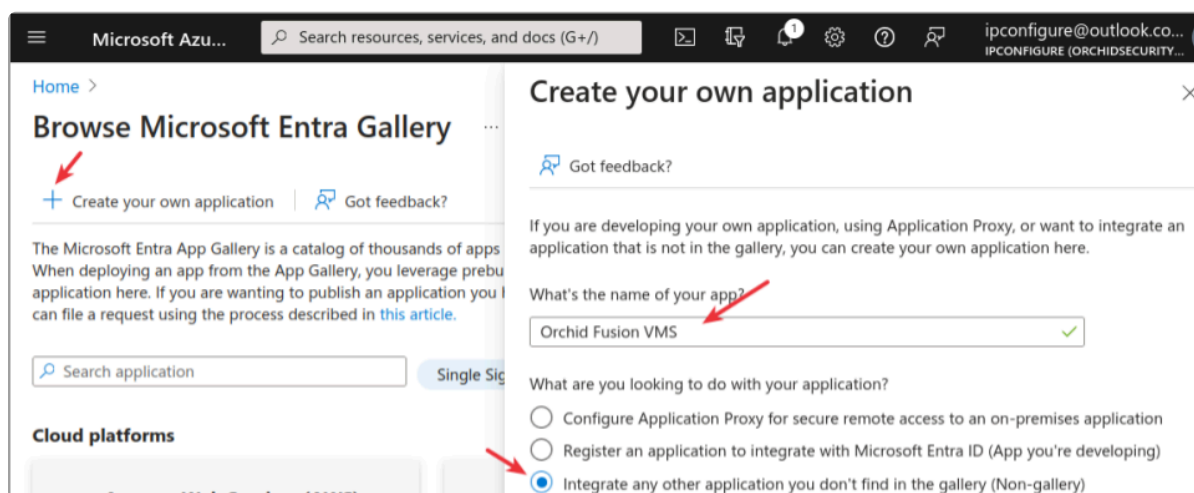 Microsoft Azu...
Search resources, services, and docs (G+/)
1
ipconfigure@outlook.co...
IPCONFIGURE (ORCHIDSECURITY...
Home >
Browse Microsoft Entra Gallery ...
Create your own application
Got feedback?
The Microsoft Entra App Gallery is a catalog of thousands of apps
When deploying an app from the App Gallery, you leverage prebu
application here. If you are wanting to publish an application you
can file a request using the process described in this article.
Search application
Single Sig
Cloud platforms
Create your own application
Got feedback?
If you are developing your own application, using Application Proxy, or want to integrate an
application that is not in the gallery, you can create your own application here.
What's the name of your app?
Orchid Fusion VMS
What are you looking to do with your application?
Configure Application Proxy for secure remote access to an on-premises application
Register an application to integrate with Microsoft Entra ID (App you're developing)
Integrate any other application you don't find in the gallery (Non-gallery)